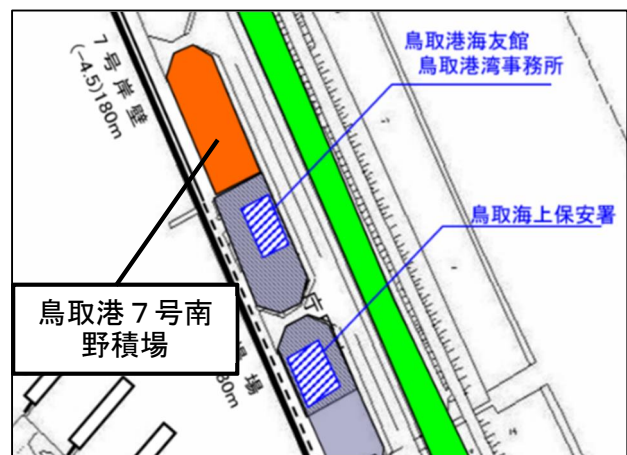 鳥取港海友館
鳥取港湾事務所
7号岸壁
(-4.5)180m
鳥取海上保安署
鳥取港7号南
野積場
場
80m